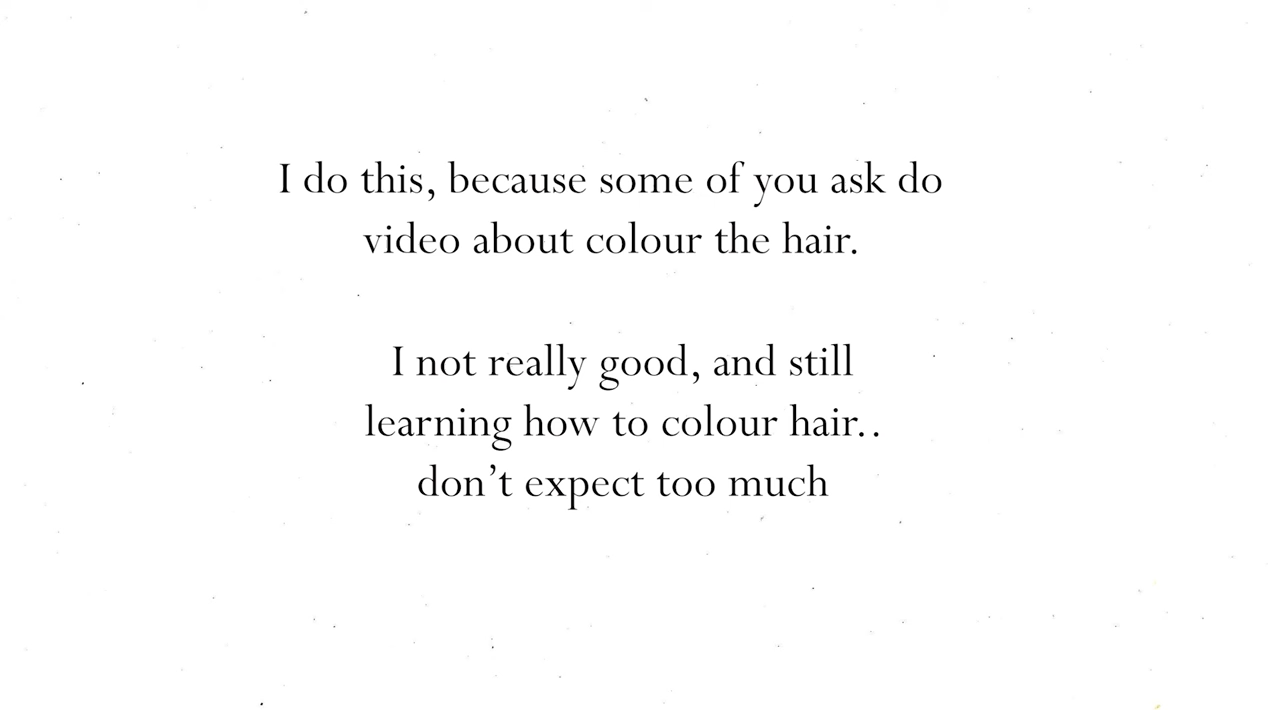 I do this, because some of you ask do
video about colour the hair.
I not really good, and still
learning how to colour hair..
don’t expect too much